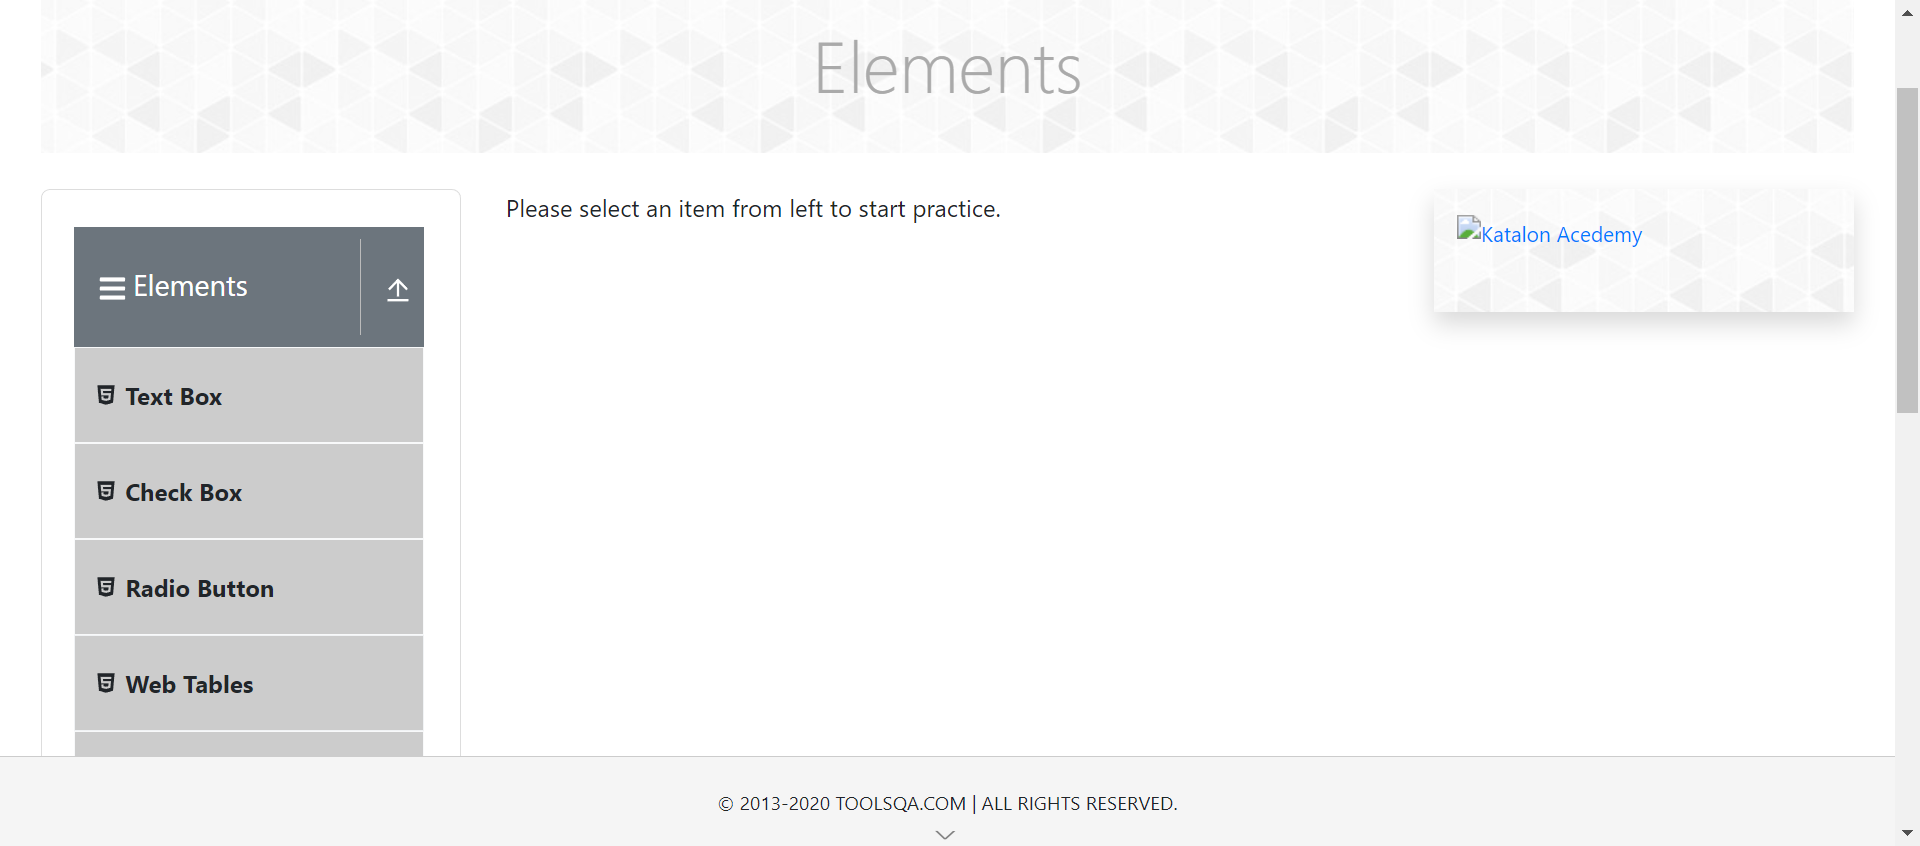 Elements
Please select an item from left to start practice.
Katalon Acedemy
Elements
Text Box
Check Box
Radio Button
Web Tables
© 2013-2020 TOOLSQA.COM | ALL RIGHTS RESERVED.